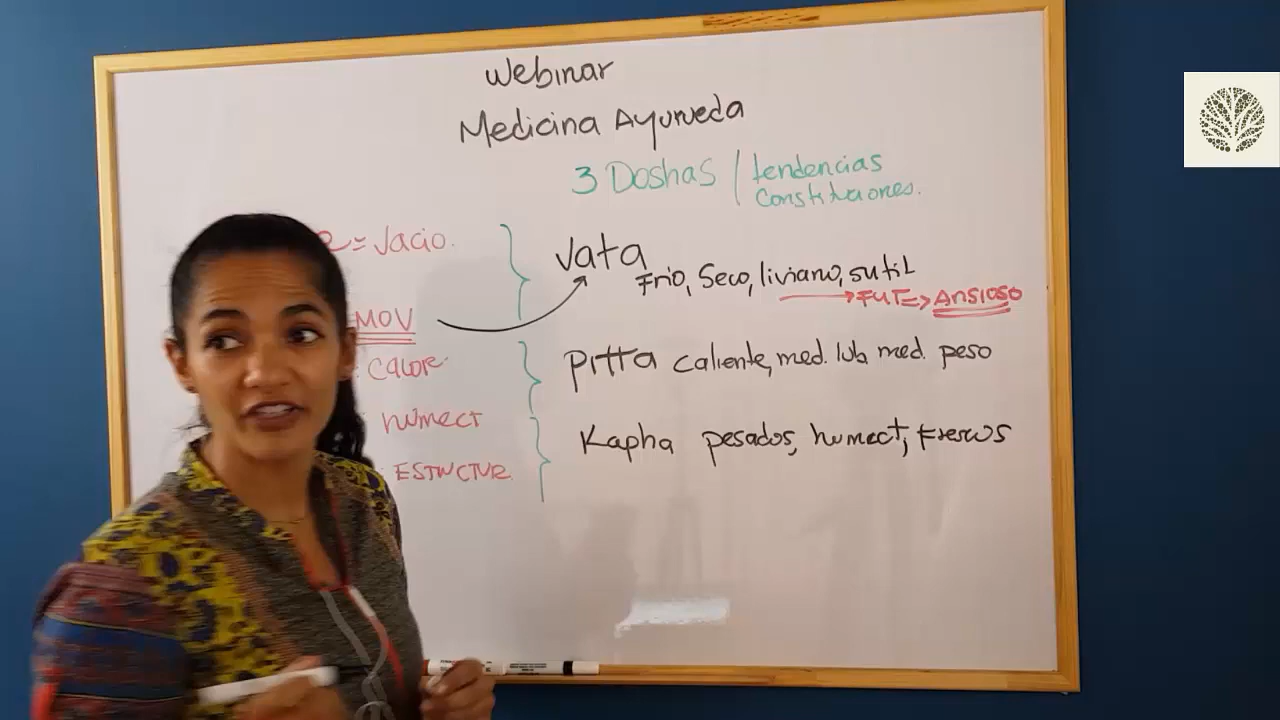 Webinar
Medicina Ayurveda
3 Doshas / tendencias
Constituciones.
= Vacio.
MOV
CALOR
humect
ESTRUCTUR
Vata
Frio, Seco, liviano, sutil
FUT => Ansioso
Pitta caliente, med. lub med. peso
Kapha pesados, humect, frescos